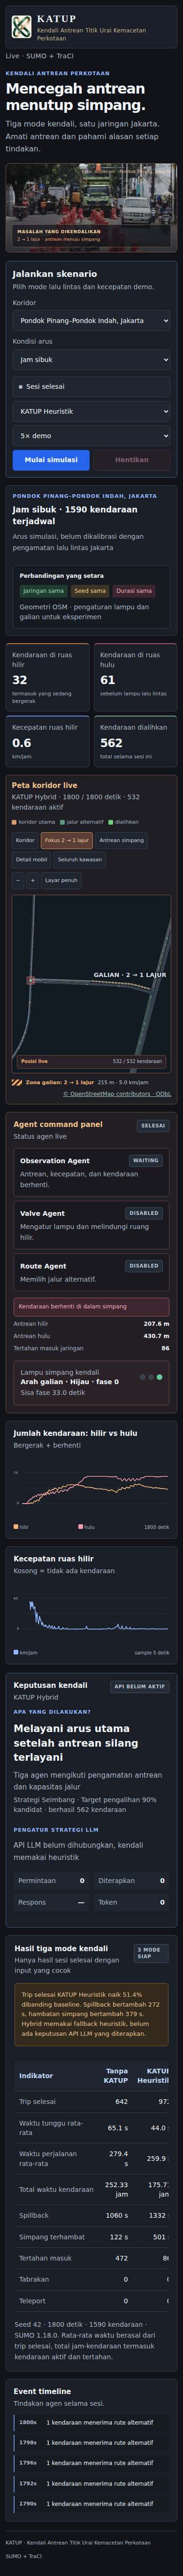 KATUP
Kendali Antrean Titik Urai Kemacetan
Perkotaan
Live · SUMO + TraCI
KENDALI ANTREAN PERKOTAAN
Mencegah antrean
menutup simpang.
Tiga mode kendali, satu jaringan Jakarta.
Amati antrean dan pahami alasan setiap
tindakan.
MASALAH YANG DIKENDALIKAN
2 → 1 lajur · antrean menuju simpang
Jalankan skenario
Pilih mode lalu lintas dan kecepatan demo.
Koridor
Pondok Pinang–Pondok Indah, Jakarta
Kondisi arus
Jam sibuk
Sesi selesai
KATUP Heuristik
5× demo
Mulai simulasi
Hentikan
PONDOK PINANG–PONDOK INDAH, JAKARTA
Jam sibuk · 1590 kendaraan
terjadwal
Arus simulasi, belum dikalibrasi dengan
pengamatan lalu lintas Jakarta
Perbandingan yang setara
Jaringan sama
Seed sama
Durasi sama
Geometri OSM · pengaturan lampu dan
galian untuk eksperimen
Kendaraan di ruas
hilir
32
termasuk yang sedang
bergerak
Kendaraan di ruas
hulu
61
sebelum lampu lalu lintas
Kecepatan ruas hilir
0.6
km/jam
Kendaraan dialihkan
562
total selama sesi ini
Peta koridor live
KATUP Hybrid · 1800 / 1800 detik · 532
kendaraan aktif
koridor utama
jalur alternatif
dialihkan
Koridor
Fokus 2 → 1 lajur
Antrean simpang
Detail mobil
Seluruh kawasan
−
+
Layar penuh
GALIAN · 2 → 1 LAJUR
Posisi live
532 / 532 kendaraan
Zona galian: 2 → 1 lajur 215 m · 5.0 km/jam
© OpenStreetMap contributors · ODbL
Agent command panel
SELESAI
Status agen live
Observation Agent
WAITING
Antrean, kecepatan, dan kendaraan
berhenti.
Valve Agent
DISABLED
Mengatur lampu dan melindungi ruang
hilir.
Route Agent
DISABLED
Memilih jalur alternatif.
Kendaraan berhenti di dalam simpang
Antrean hilir 207.6 m
Antrean hulu 430.7 m
Tertahan masuk jaringan 86
Lampu simpang kendali
Arah galian · Hijau · fase 0
Sisa fase 33.0 detik
Jumlah kendaraan: hilir vs hulu
Bergerak + berhenti
hilir
hulu
1800 detik
Kecepatan ruas hilir
Kosong = tidak ada kendaraan
km/jam
sample 5 detik
Keputusan kendali
API BELUM AKTIF
KATUP Hybrid
APA YANG DILAKUKAN?
Melayani arus utama
setelah antrean silang
terlayani
Tiga agen mengikuti pengamatan antrean
dan kapasitas jalur
Strategi Seimbang · Target pengalihan 90%
kandidat · berhasil 562 kendaraan
PENGATUR STRATEGI LLM
API LLM belum dihubungkan, kendali
memakai heuristik
Permintaan 0
Diterapkan 0
Respons —
Token 0
Hasil tiga mode kendali
3 MODE
SIAP
Hanya hasil sesi selesai dengan
input yang cocok
Trip selesai KATUP Heuristik naik 51.4%
dibanding baseline. Spillback bertambah 272
s, hambatan simpang bertambah 379 s.
Hybrid memakai fallback heuristik, belum
ada keputusan API LLM yang diterapkan.
Indikator
Tanpa
KATUP
KATUP
Heuristik
Trip selesai 642
Waktu tunggu rata-
rata
65.1 s 44.0 s
Waktu perjalanan
rata-rata
279.4
s
259.9 s
Total waktu kendaraan
252.33
jam
Spillback 1060 s 1332 s
Simpang terhambat 122 s 501 s
Tertahan masuk 472
Tabrakan 0 0
Teleport 0 0
Seed 42 · 1800 detik · 1590 kendaraan ·
SUMO 1.18.0. Rata-rata waktu berasal dari
trip selesai, total jam-kendaraan termasuk
kendaraan aktif dan tertahan.
Event timeline
Tindakan agen selama sesi.
1800s 1 kendaraan menerima rute alternatif
1798s 1 kendaraan menerima rute alternatif
1796s 1 kendaraan menerima rute alternatif
1792s 1 kendaraan menerima rute alternatif
1790s 1 kendaraan menerima rute alternatif
KATUP · Kendali Antrean Titik Urai Kemacetan Perkotaan
SUMO + TraCI